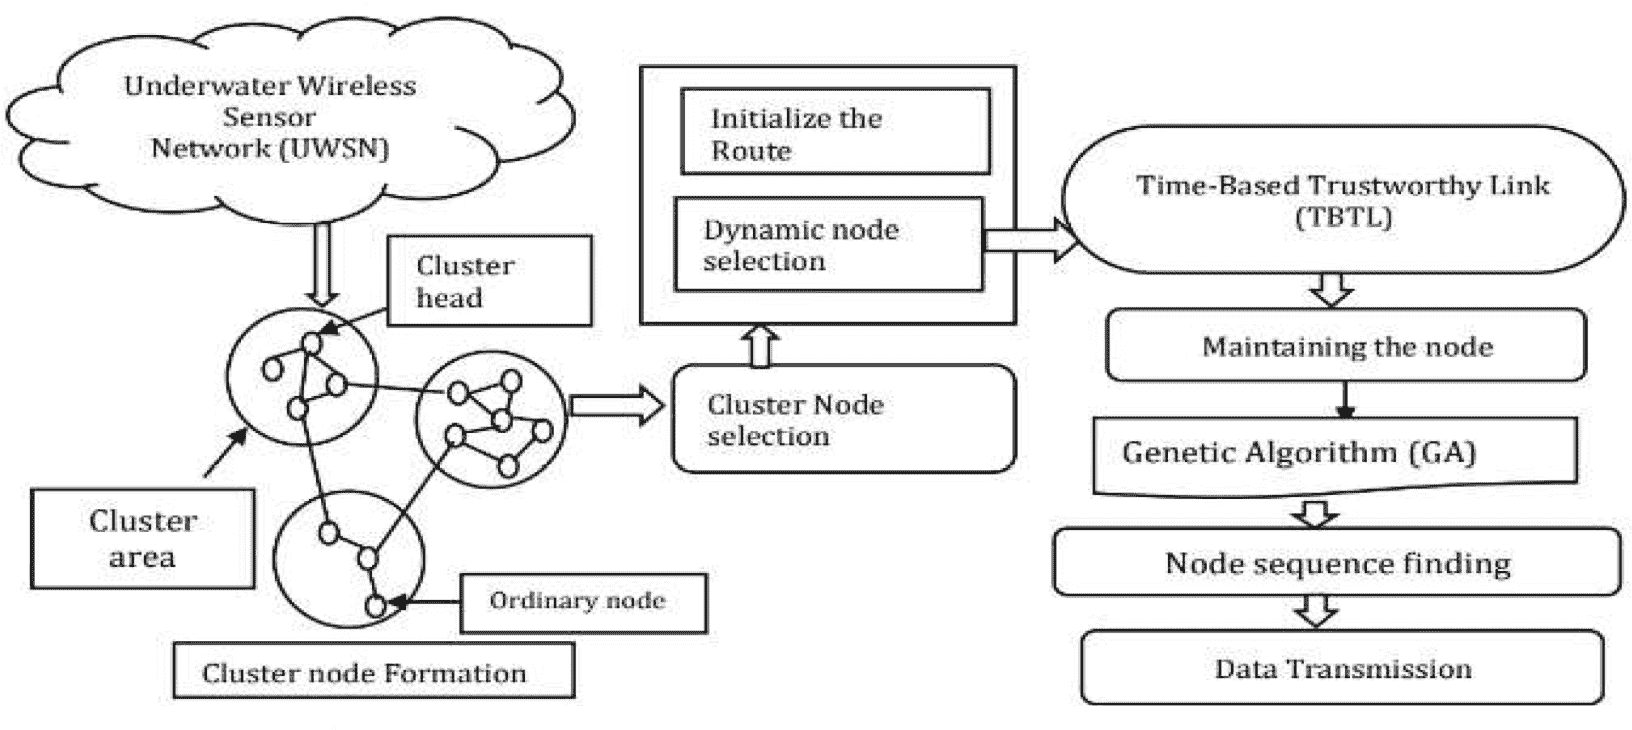 Underwater Wireless
Sensor
Network (UWSN)
Cluster
head
Cluster
area
Ordinary node
Cluster node Formation
Initialize the
Route
Dynamic node
selection
Cluster Node
selection
Time-Based Trustworthy Link
(TBTL)
Maintaining the node
Genetic Algorithm (GA)
Node sequence finding
Data Transmission